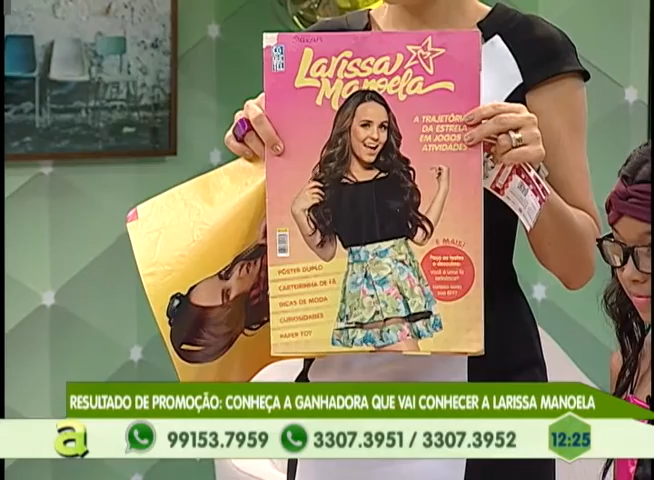 Larissa
Manoela
A TRAJETÓRIA
DA ESTRELA
EM JOGOS E
ATIVIDADES
E MAIS!
PÔSTER DUPLO
CARTEIRINHA DE FÃ
DICAS DE MODA
CURIOSIDADES
PAPER TOY
RESULTADO DE PROMOÇÃO: CONHEÇA A GANHADORA QUE VAI CONHECER A LARISSA MANOELA
a
99153.7959
3307.3951 / 3307.3952
12:25